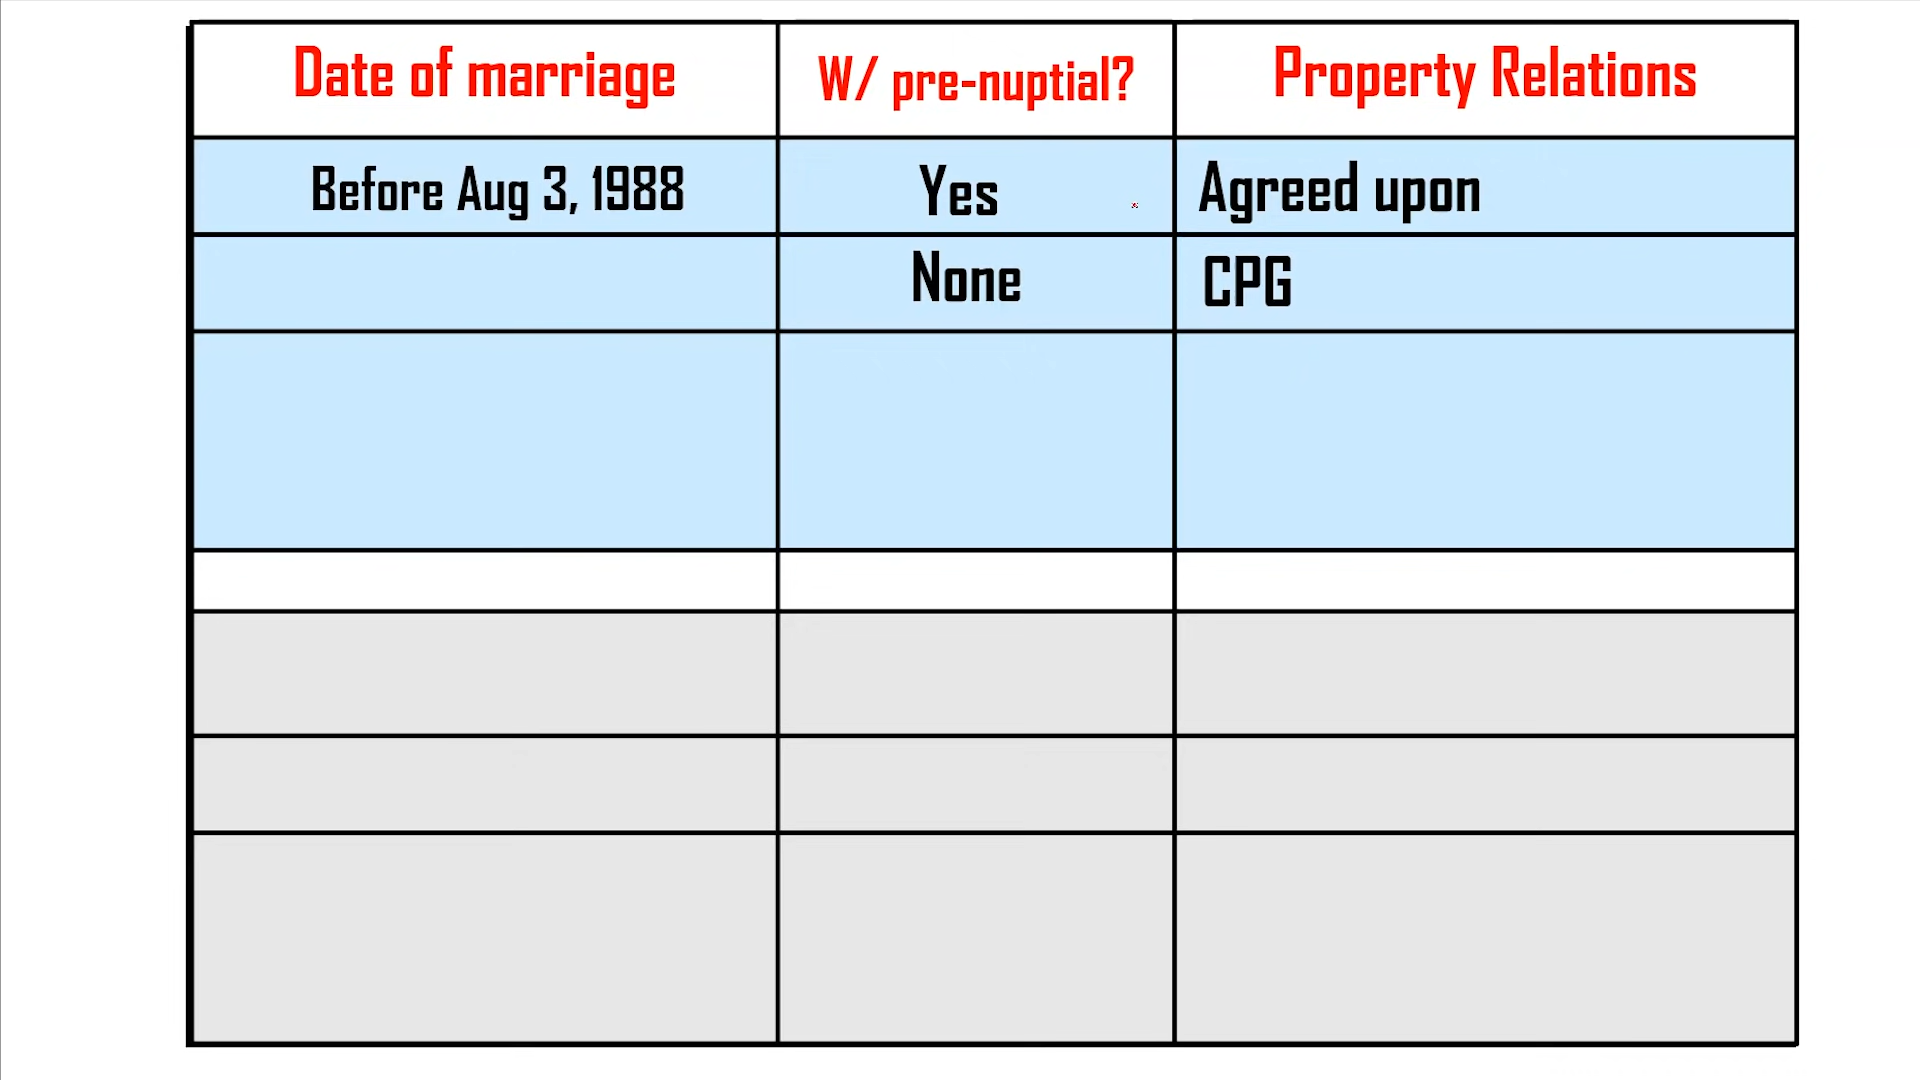 Date of marriage
W/ pre-nuptial?
Property Relations
Before Aug 3, 1988
Yes
Agreed upon
None
CPG